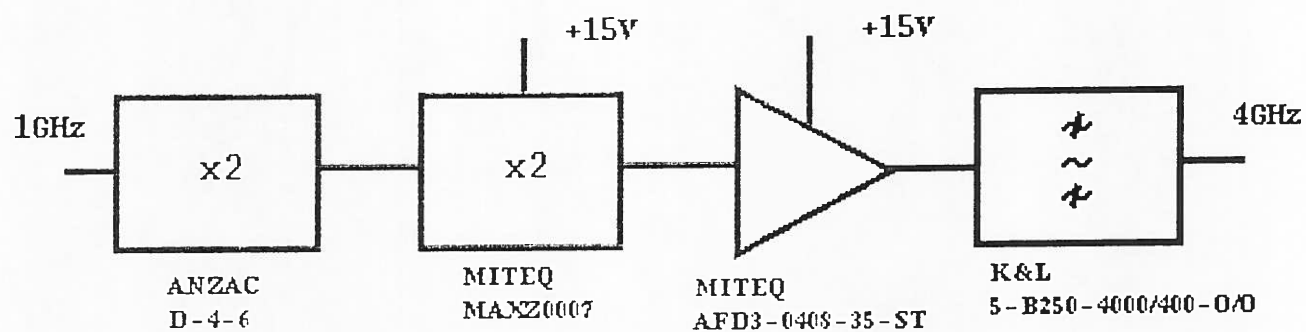 +15V
+15V
1GHz
4GHz
x2
x2
ANZAC
D-4-6
MITEQ
MAXZ0007
MITEQ
AFD3-0408-35-ST
K&L
5-B250-4000/400-O/O